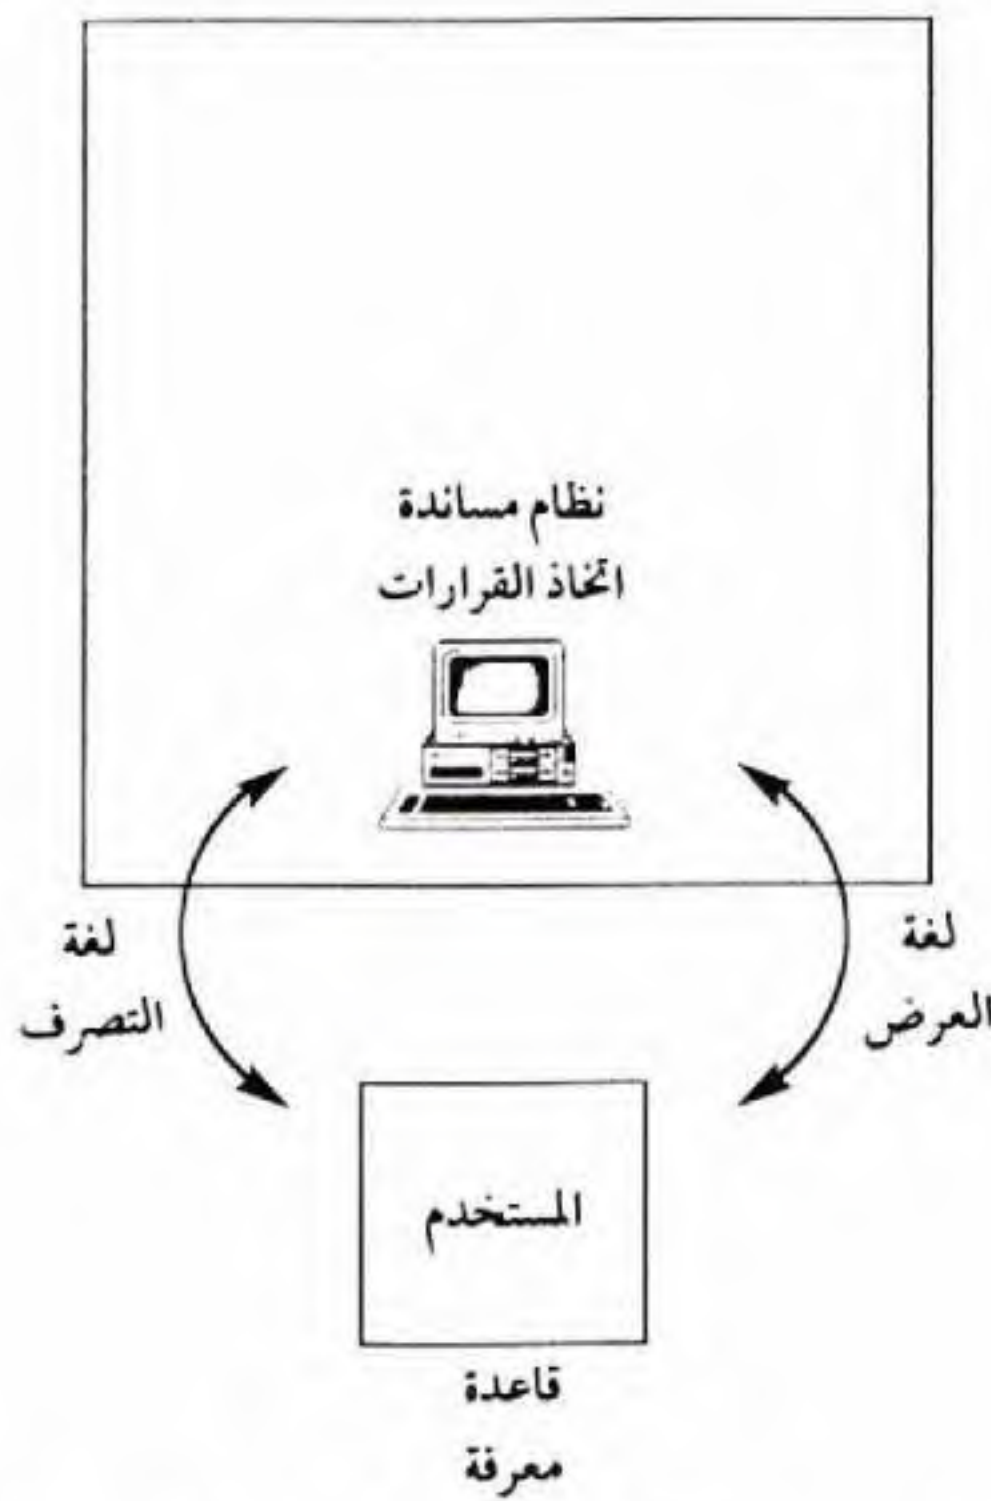 نظام مساندة
اتخاذ القرارات
لغة
العرض
لغة
التصرف
المستخدم
قاعدة
معرفة